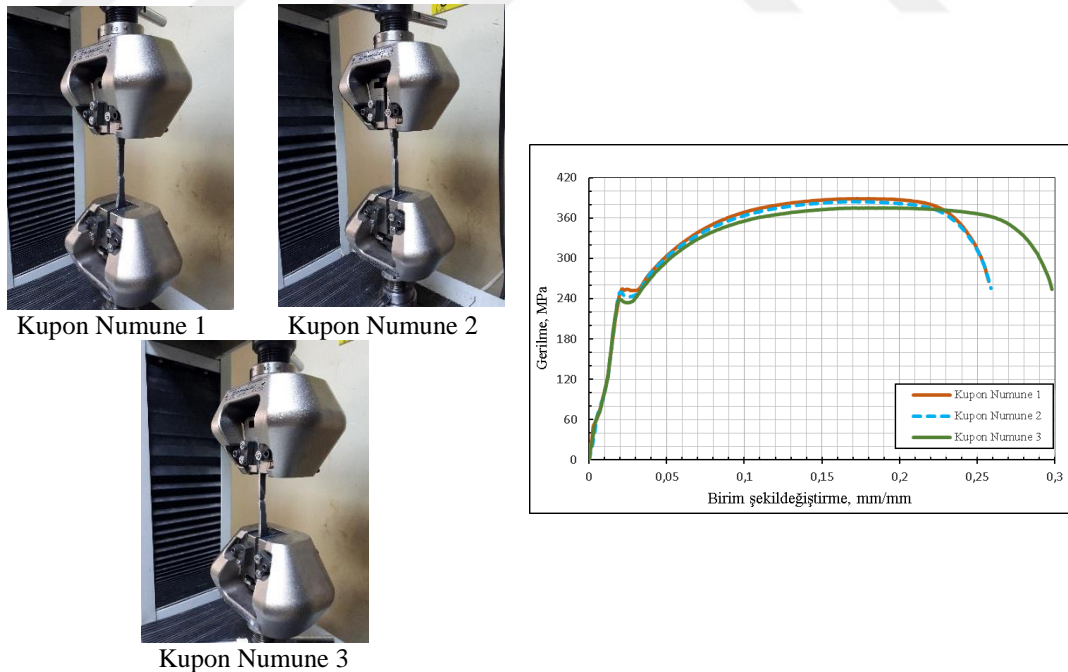 Kupon Numune 1
Kupon Numune 2
Kupon Numune 3
Gerilme, MPa
420
360
300
240
180
120
60
0
0
0,05
0,1
0,15
0,2
0,25
0,3
Birim şekildeğiştirme, mm/mm
Kupon Numune 1
Kupon Numune 2
Kupon Numune 3